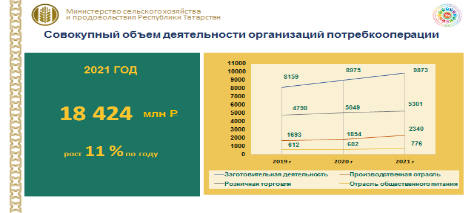 Министерство сельского хозяйства
и продовольствия Республики Татарстан
Совокупный объем деятельности организаций потребкооперации
2021 ГОД
18 424 млн Р
рост 11 % по году
11000
10000
9000
8000
7000
6000
5000
4000
3000
2000
1000
0
8159 8975 9873
4790 5049 5301
1693 1854 2340
612 602 776
2019 г 2020 г 2021 г
Заготовительная деятельность Производственная отрасль
Розничная торговля Отрасль общественного питания